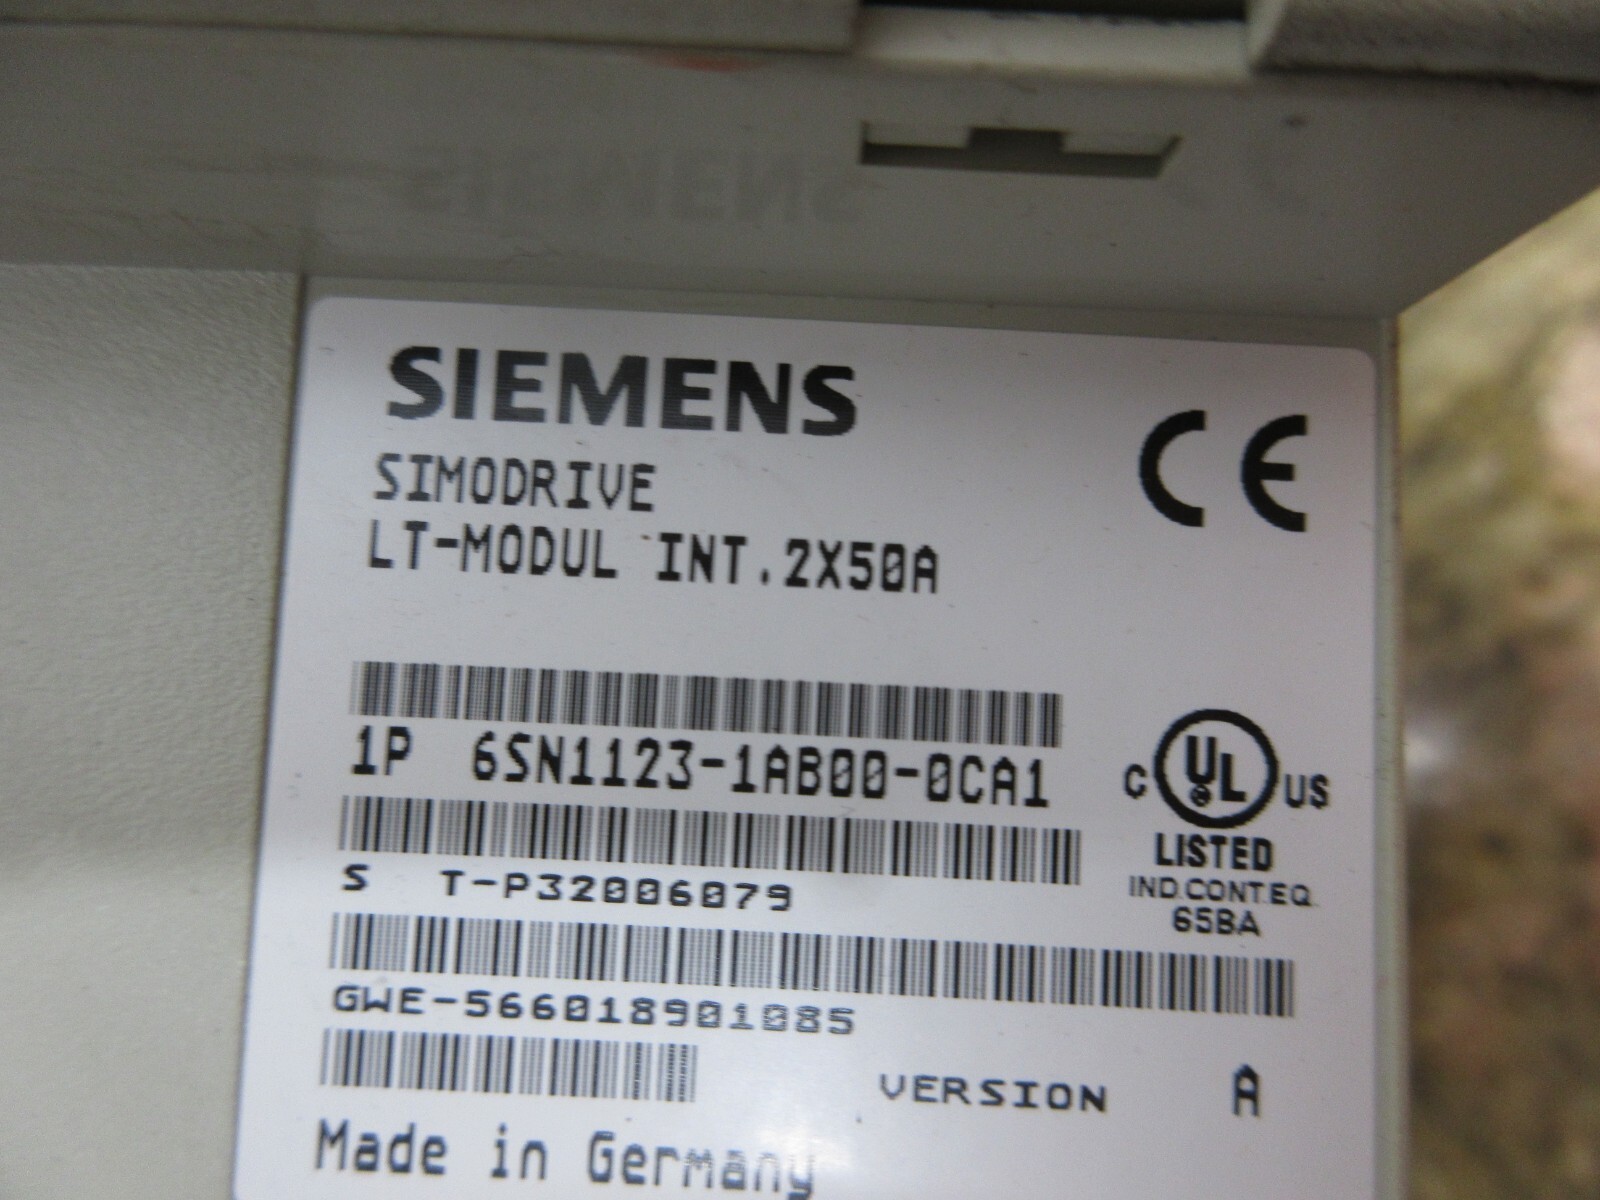 SIEMENS
SIMODRIVE
LT-MODUL INT.2X50A
CE
1P 6SN1123-1AB00-0CA1
C UL US
LISTED
IND.CONT.EQ.
65BA
S T-P32006079
GWE-566018901085
VERSION A
Made in Germany